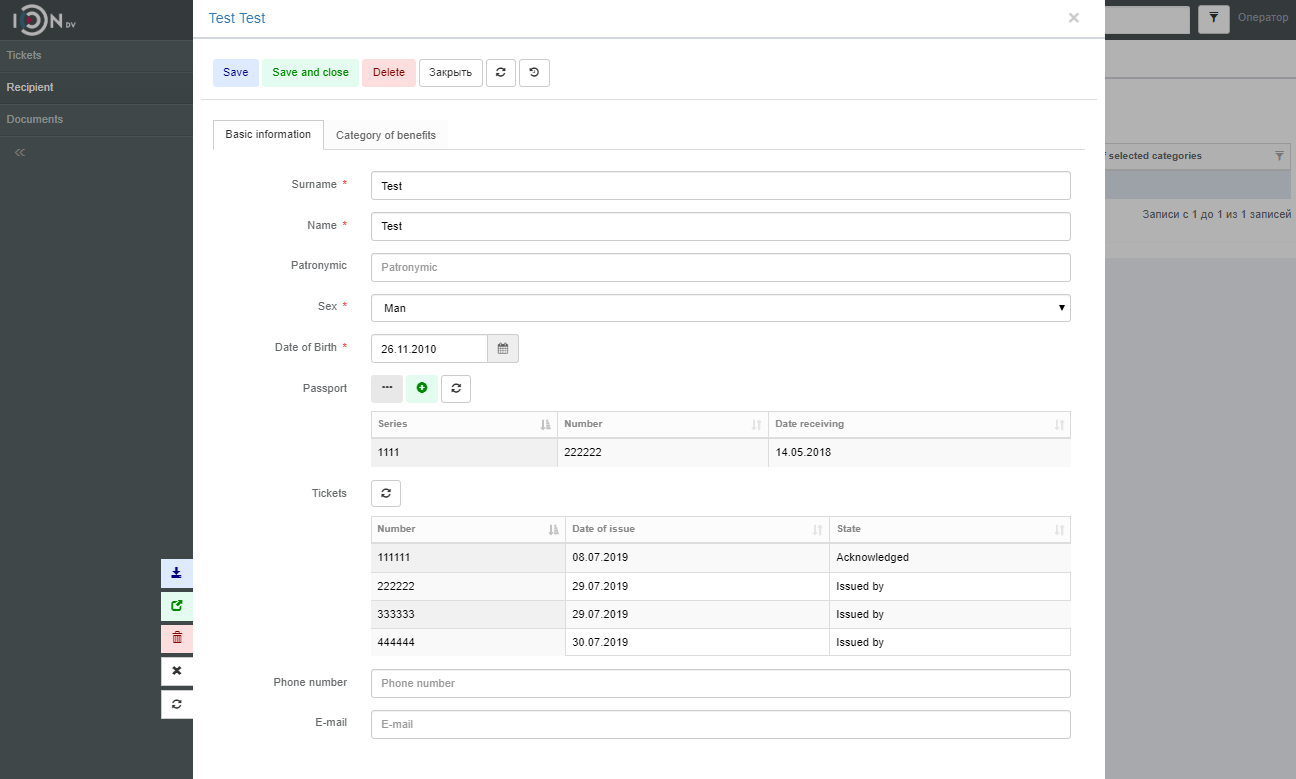 ION DV
Test Test
×
Оператор
Tickets
Recipient
Documents
Save
Save and close
Delete
Закрыть
Basic information
Category of benefits
selected categories
Записи с 1 до 1 из 1 записей
Surname *
Test
Name *
Test
Patronymic
Patronymic
Sex *
Man
Date of Birth *
26.11.2010
Passport
Series Number Date receiving
1111 222222 14.05.2018
Tickets
Number Date of issue State
111111 08.07.2019 Acknowledged
222222 29.07.2019 Issued by
333333 29.07.2019 Issued by
444444 30.07.2019 Issued by
Phone number
Phone number
E-mail
E-mail